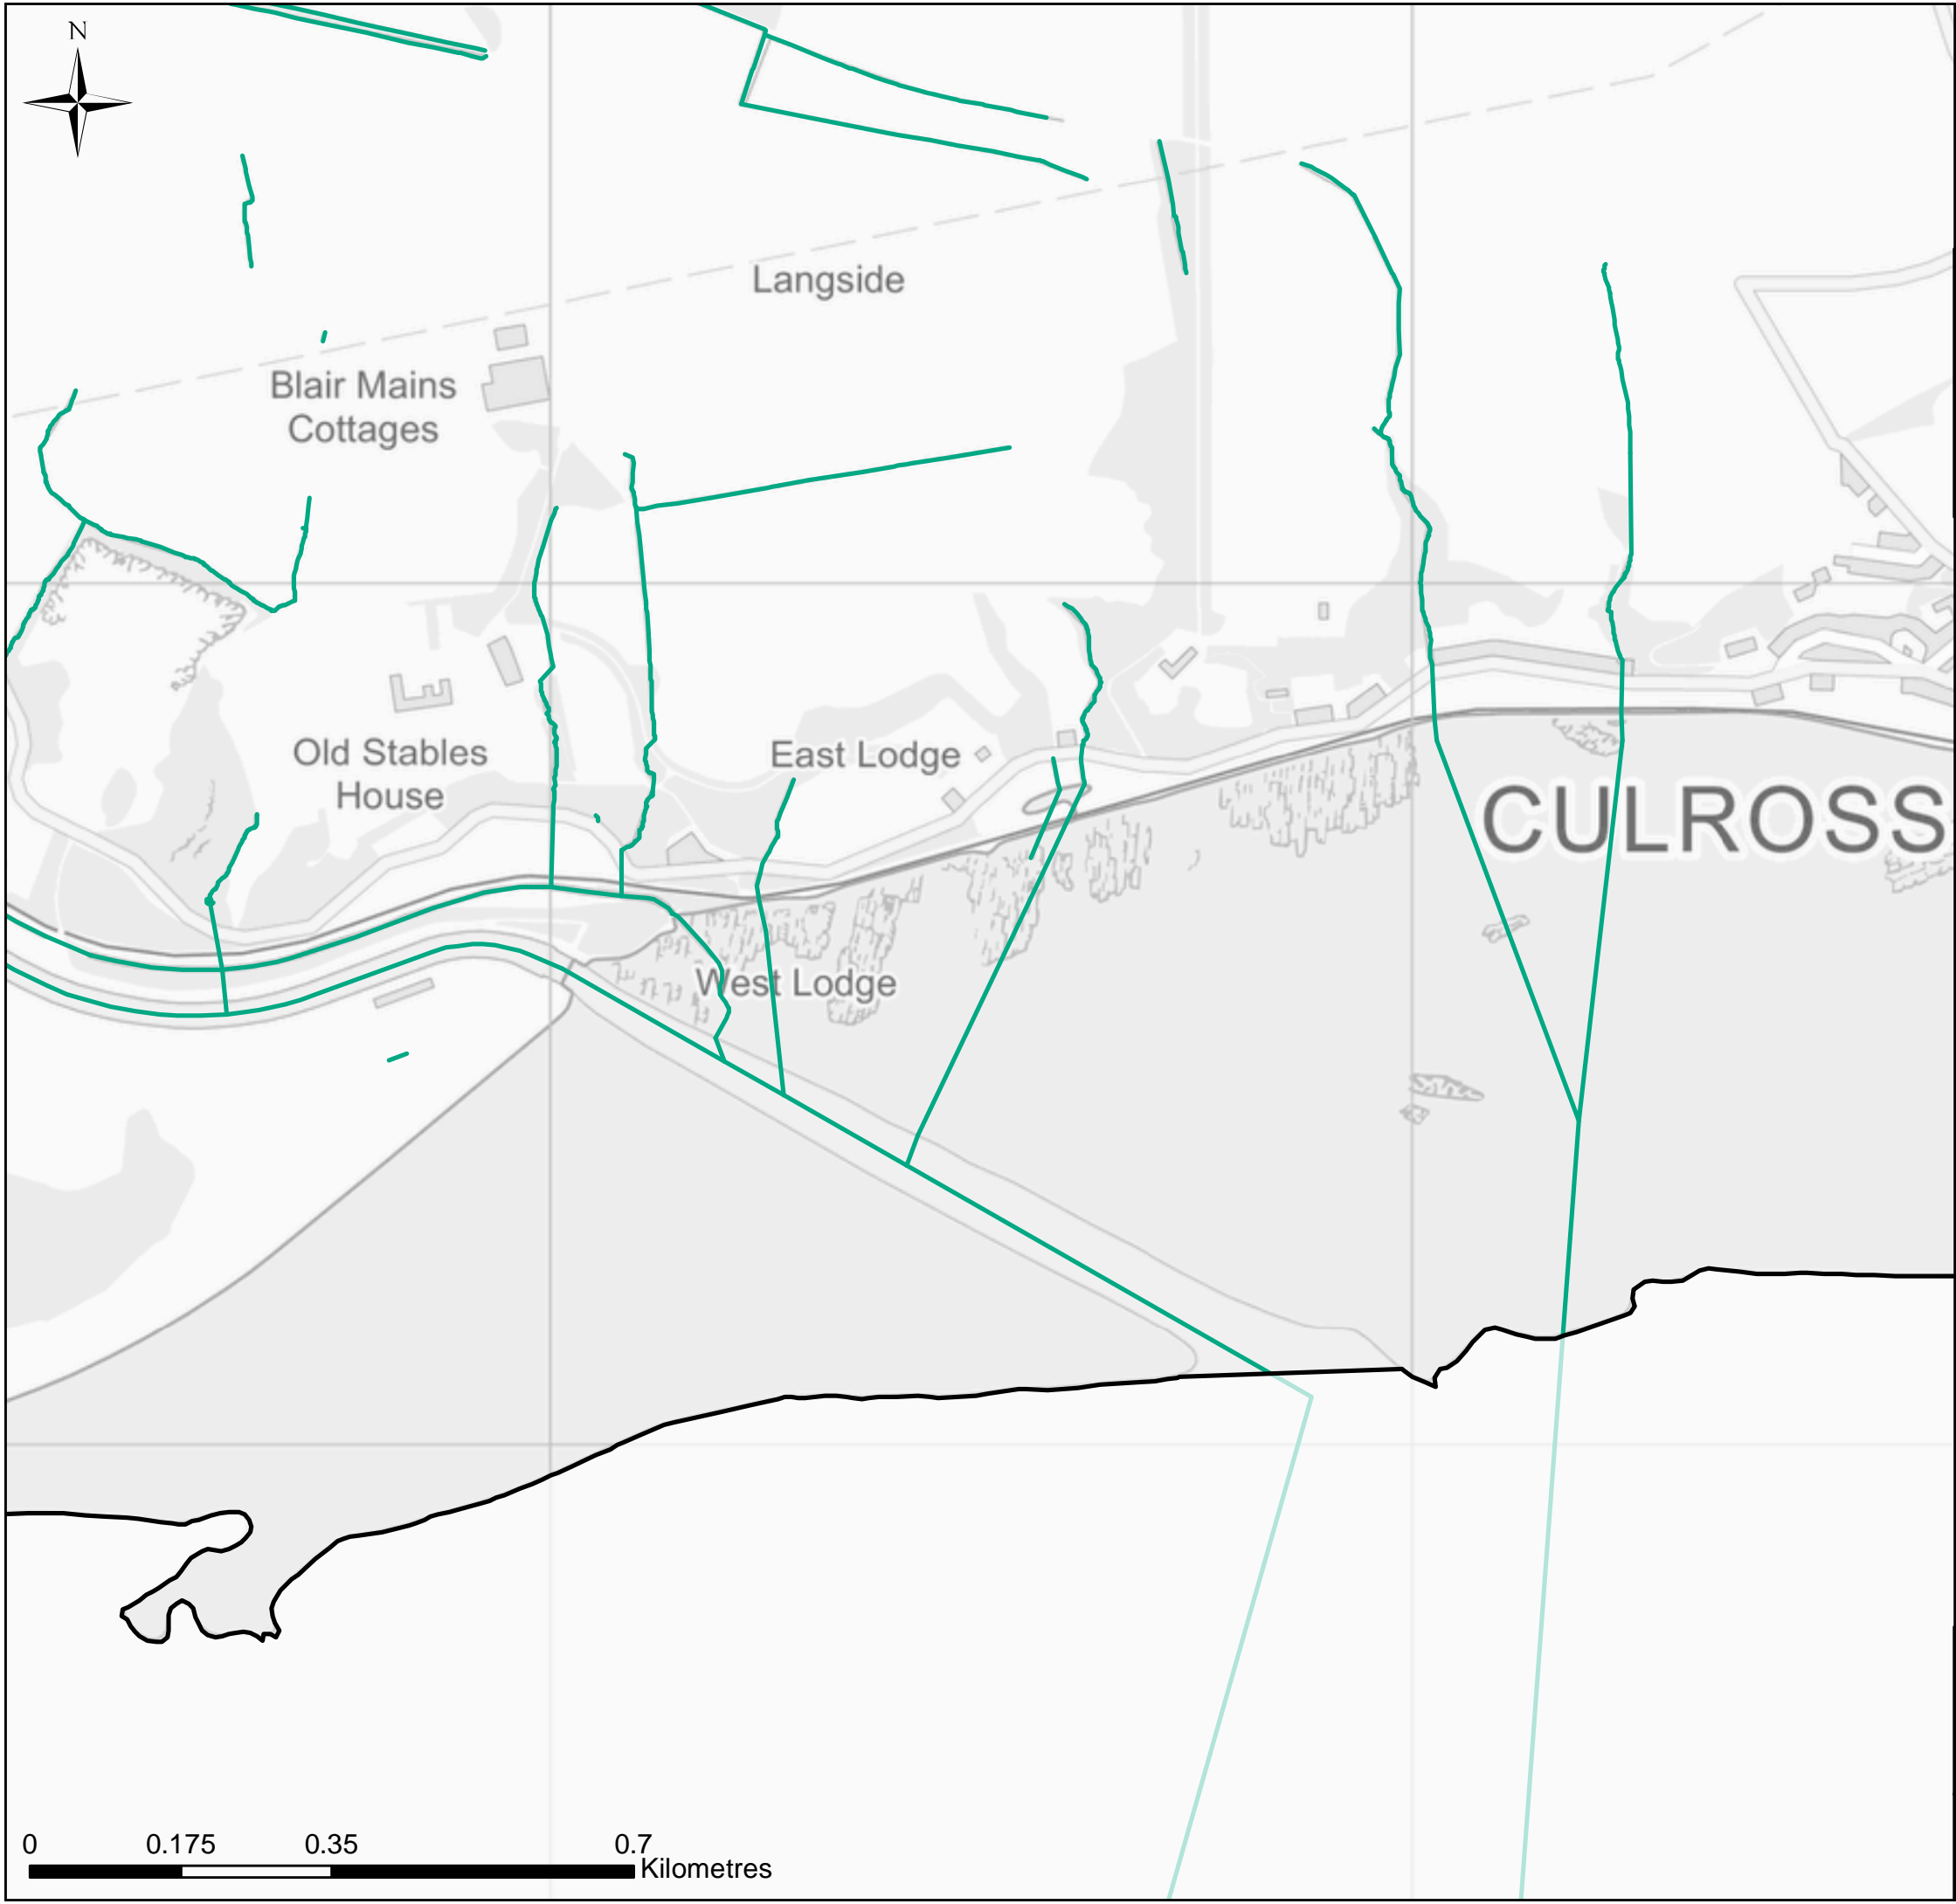 N
Langside
Blair Mains
Cottages
Old Stables
House
East Lodge
CULROSS
West Lodge
0 0.175 0.35 0.7
Kilometres